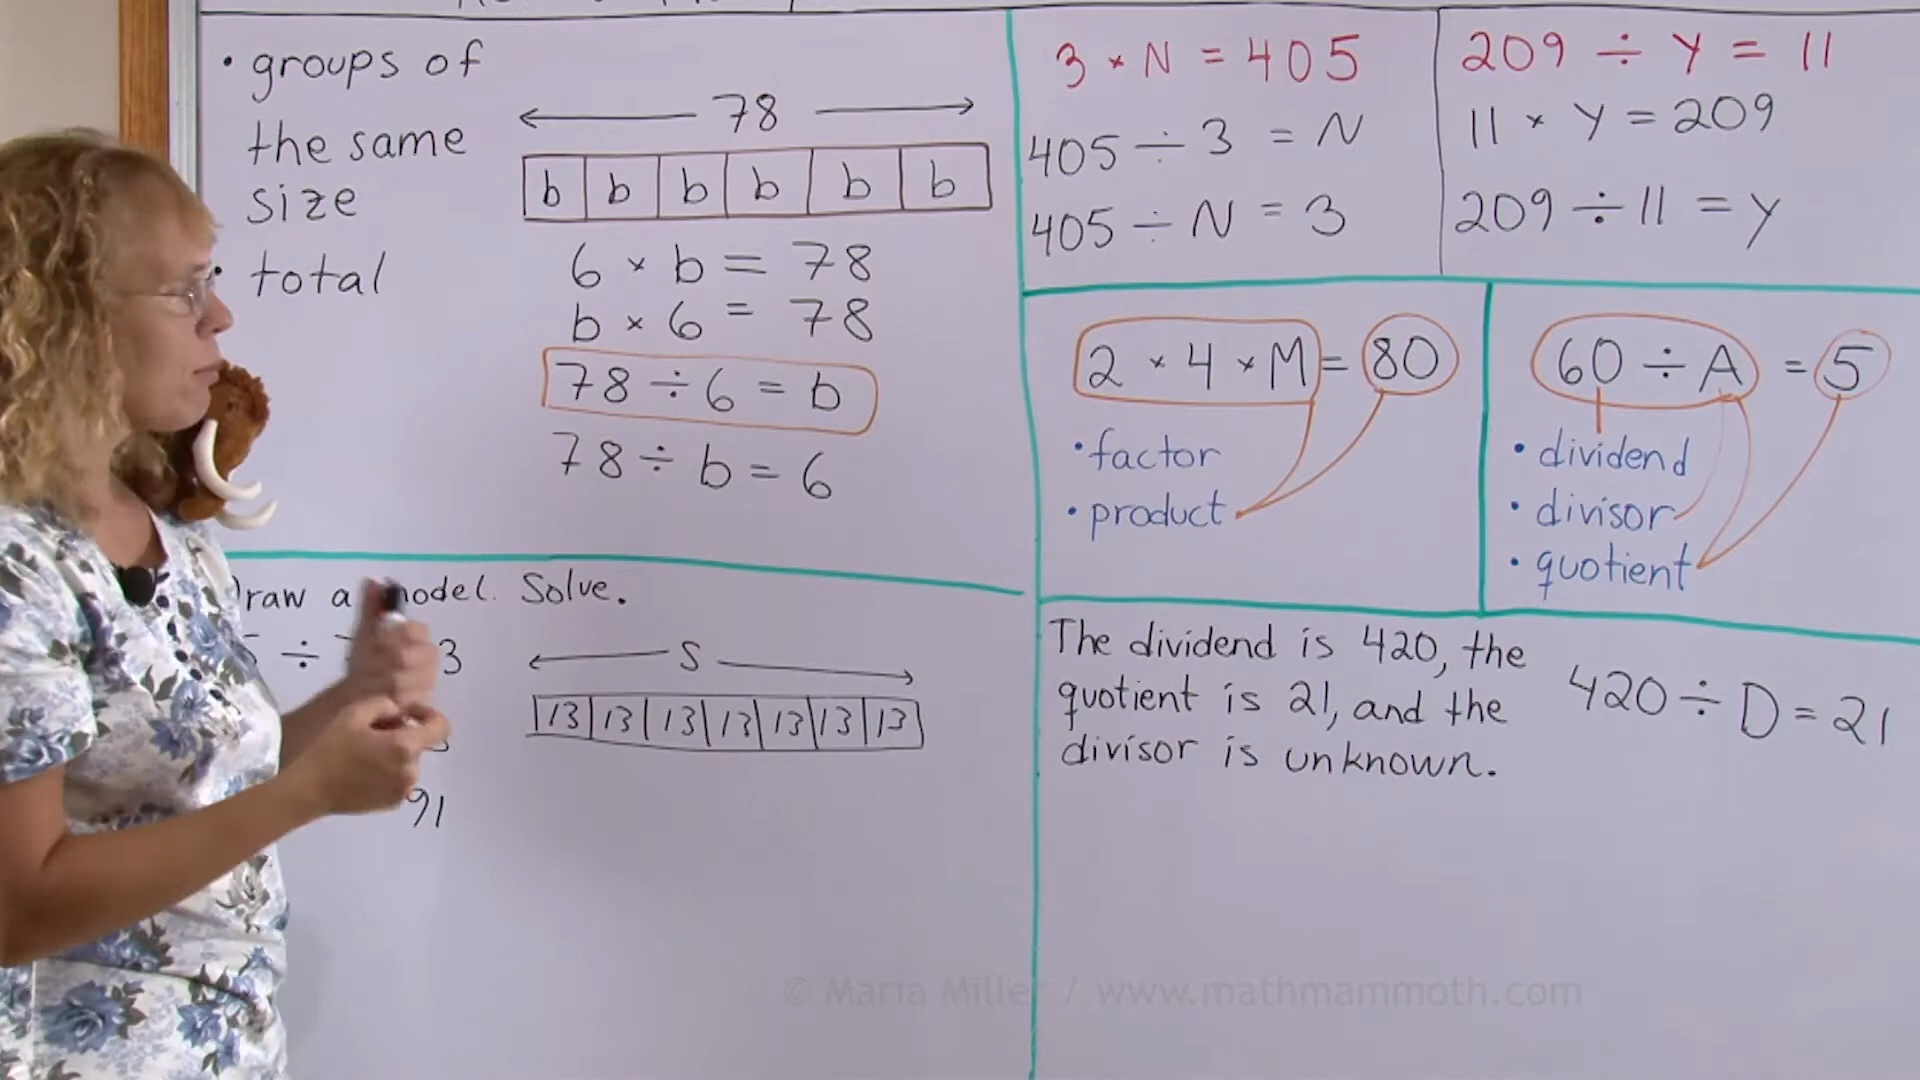 • groups of
the same
size
• total
78
b b b b b b
6 × b = 78
b × 6 = 78
78 ÷ 6 = b
78 ÷ b = 6
3 × N = 405
405 ÷ 3 = N
405 ÷ N = 3
209 ÷ Y = 11
11 × Y = 209
209 ÷ 11 = Y
2 × 4 × M = 80
• factor
• product
60 ÷ A = 5
• dividend
• divisor
• quotient
raw a model. Solve.
÷ 3
91
S
13 13 13 13 13 13 13
The dividend is 420, the
quotient is 21, and the
divisor is unknown.
420 ÷ D = 21
© Maria Miller / www.mathmammoth.com